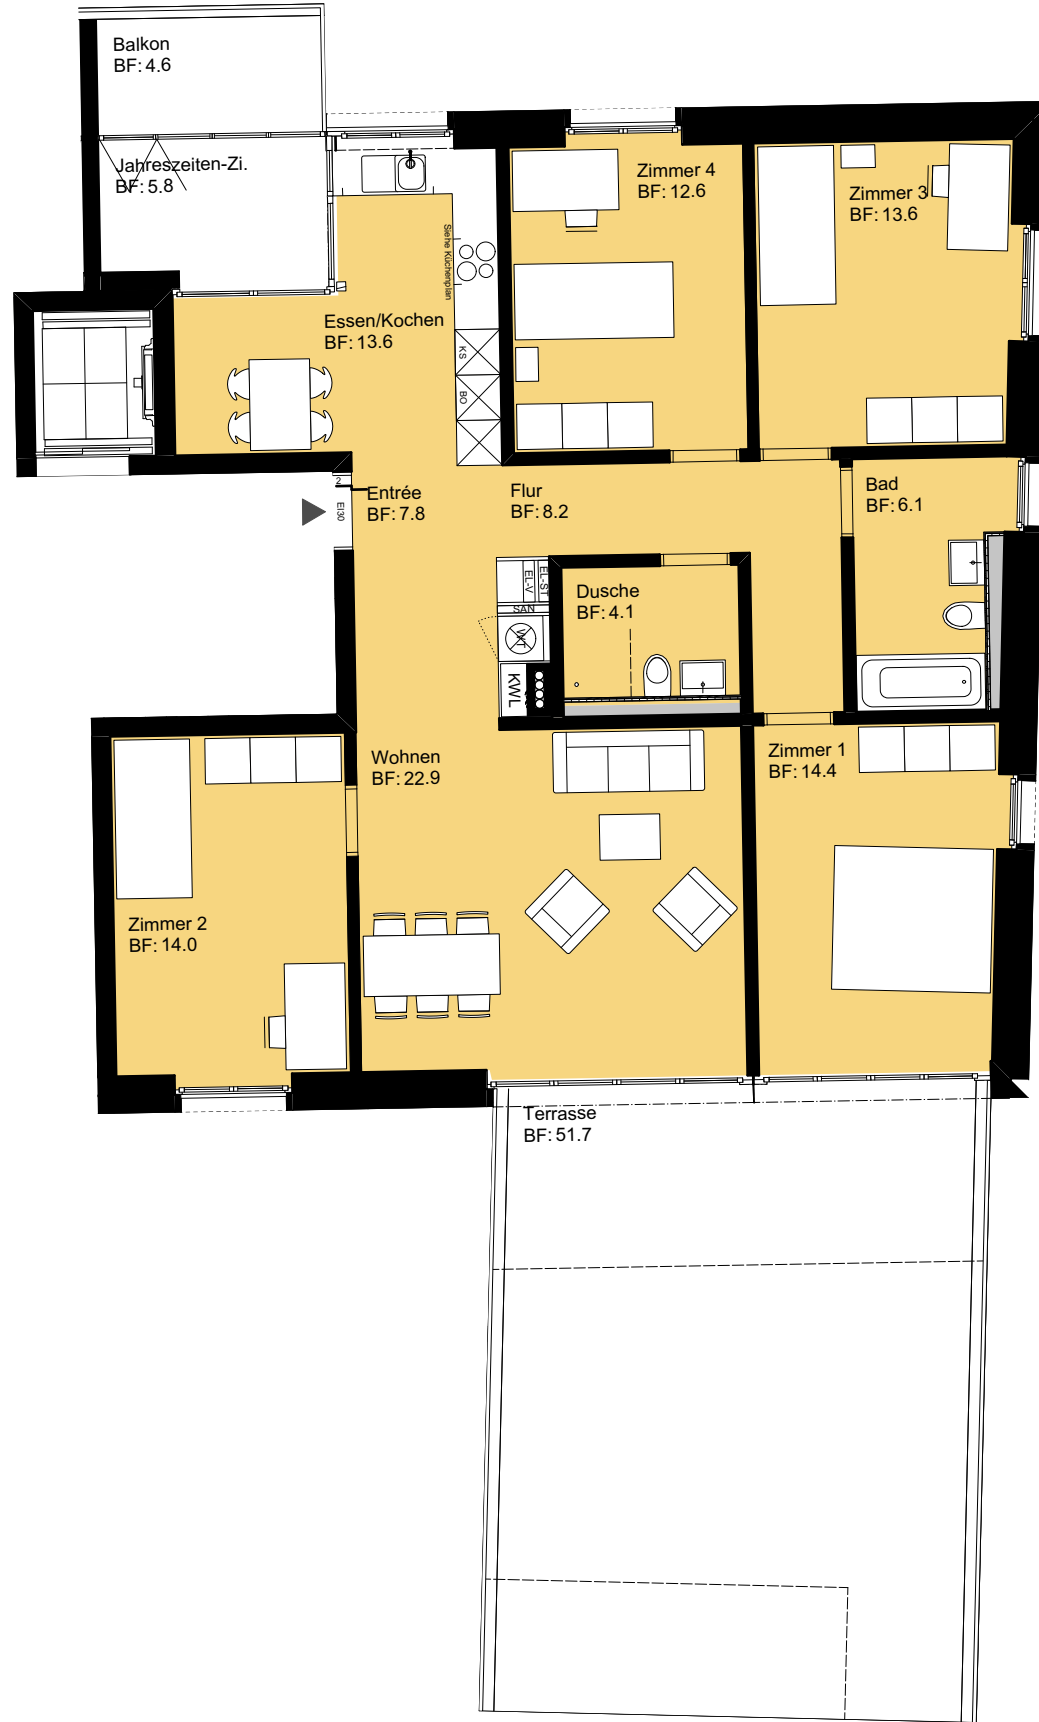 Balkon
BF: 4.6
Jahreszeiten-Zi.
BF: 5.8
Zimmer 4
BF: 12.6
Zimmer 3
BF: 13.6
Siehe Küchenplan
Essen/Kochen
BF: 13.6
KS
BO
2
EI30
Entrée
BF: 7.8
Flur
BF: 8.2
Bad
BF: 6.1
EL-V
EL-ST
SAN
WT
KWL
Dusche
BF: 4.1
Wohnen
BF: 22.9
Zimmer 1
BF: 14.4
Zimmer 2
BF: 14.0
Terrasse
BF: 51.7